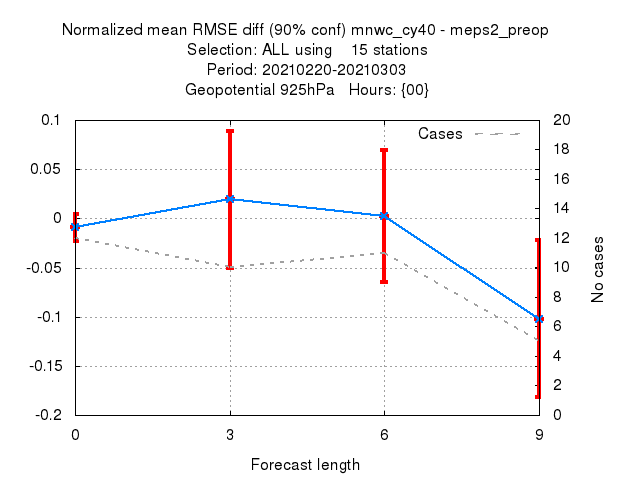 Normalized mean RMSE diff (90% conf) mnwc_cy40 - meps2_preop
Selection: ALL using    15 stations
Period: 20210220-20210303
Geopotential 925hPa   Hours: {00}
Cases
0.1
0.05
0
-0.05
-0.1
-0.15
-0.2
20
18
16
14
12
10
8
6
4
2
0
No cases
0 3 6 9
Forecast length